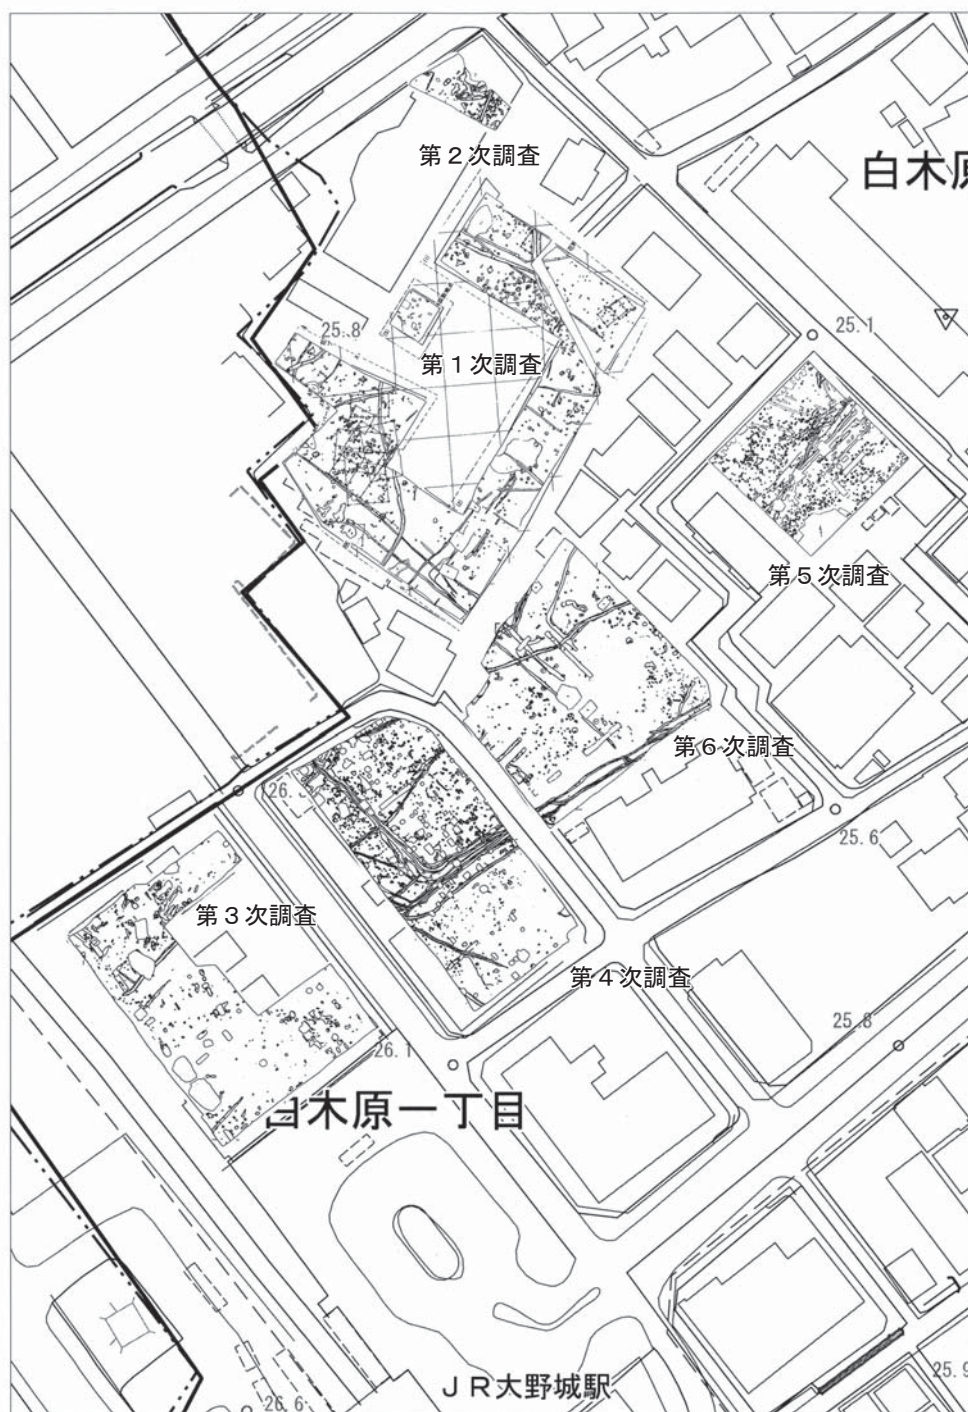 第２次調査
白木原
25.1
25.8
第１次調査
第５次調査
第６次調査
26.
25.6
第３次調査
第４次調査
25.8
26.1
白木原一丁目
ＪＲ大野城駅
25.9
26.6